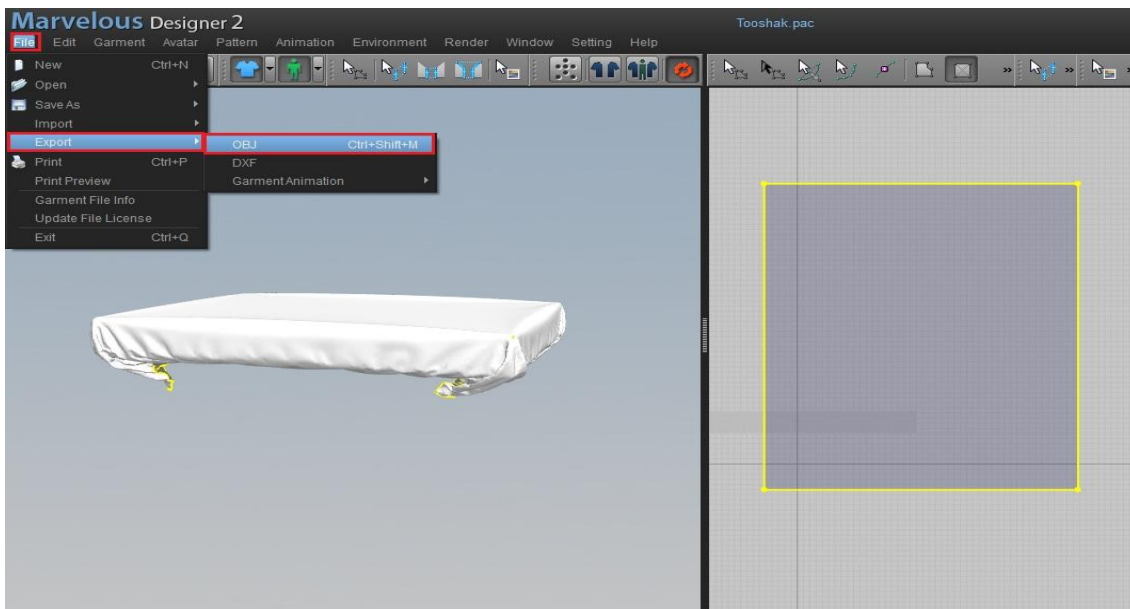 Marvelous Designer 2
Tooshak.pac
File Edit Garment Avatar Pattern Animation Environment Render Window Setting Help
New Ctrl+N
Open
Save As
Import
Export
OBJ Ctrl+Shift+M
Print Ctrl+P
DXF
Print Preview
Garment Animation
Garment File Info
Update File License
Exit Ctrl+Q